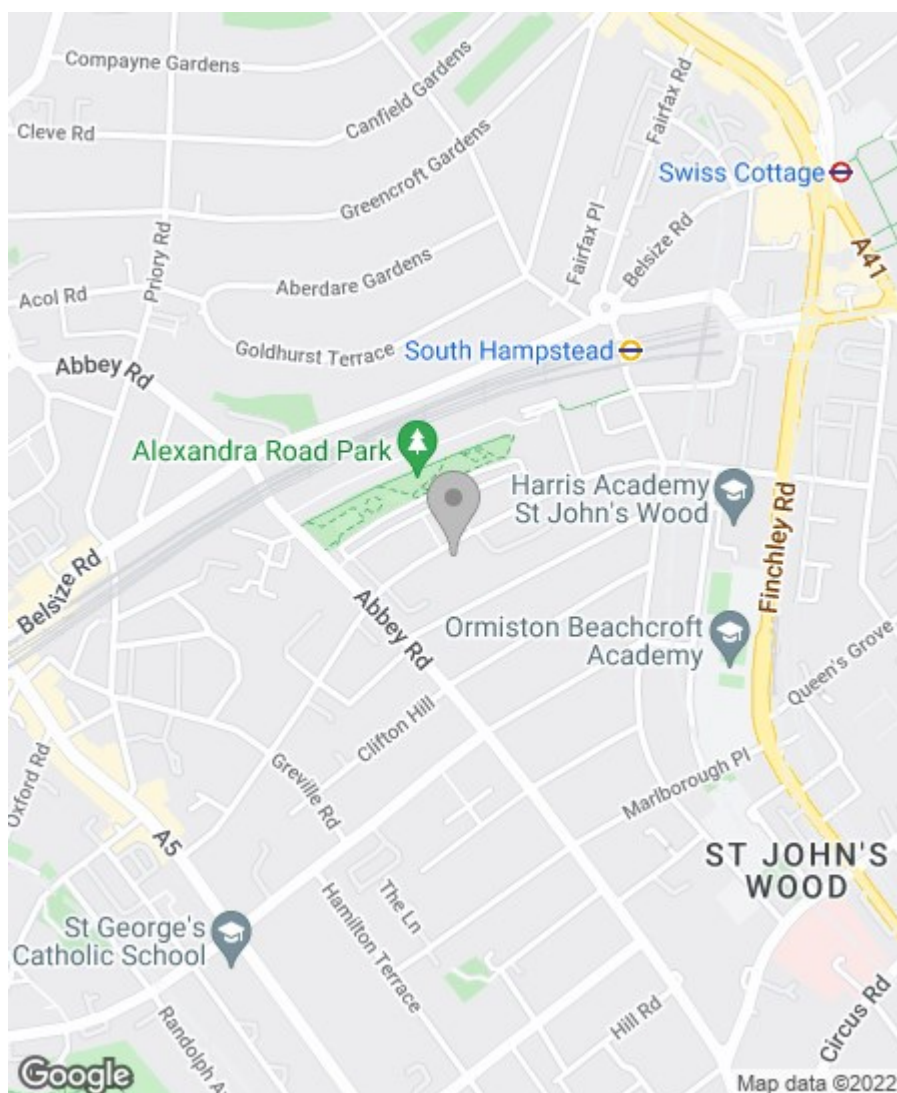 Compayne Gardens
Canfield Gardens
Fairfax Rd
Cleve Rd
Greencroft Gardens
Swiss Cottage
Priory Rd
Fairfax Pl
Belsize Rd
A41
Aberdare Gardens
Acol Rd
Goldhurst Terrace
South Hampstead
Abbey Rd
Alexandra Road Park
Harris Academy
St John's Wood
Finchley Rd
Belsize Rd
Abbey Rd
Ormiston Beachcroft
Academy
Queen's Grove
Clifton Hill
Oxford Rd
Greville Rd
Marlborough Pl
A5
ST JOHN'S
WOOD
The Ln
Hamilton Terrace
St George's
Catholic School
Hill Rd
Circus Rd
Randolph A
Google
Map data ©2022